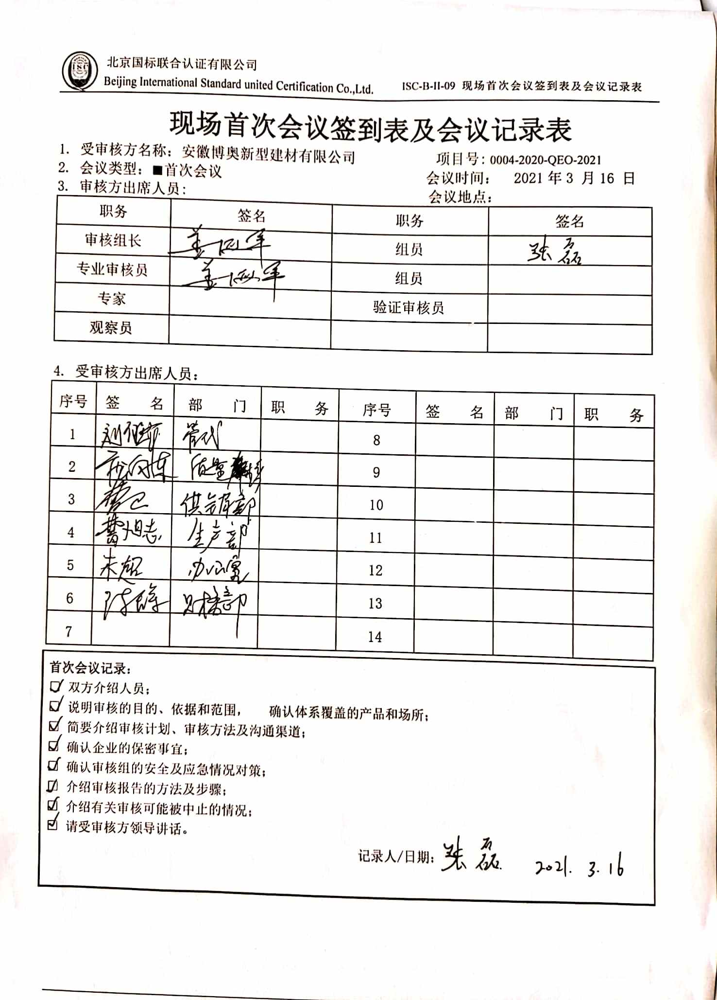 ISC
北京国标联合认证有限公司
Beijing International Standard united Certification Co.,Ltd. ISC-B-II-09 现场首次会议签到表及会议记录表
现场首次会议签到表及会议记录表
1. 受审核方名称：安徽博奥新型建材有限公司 项目号：0004-2020-QEO-2021
2. 会议类型：■首次会议 会议时间： 2021 年 3 月 16 日
3. 审核方出席人员： 会议地点：
职务 签名 职务 签名
审核组长 组员 张磊
专业审核员 组员
专家 验证审核员
观察员
4. 受审核方出席人员：
序号 签 名 部 门 职 务 序号 签 名 部 门 职 务
1 管代 8
2 质量 9
3 供销部 10
4 曹旭志 生产部 11
5 朱超 办公室 12
6 财务部 13
7 14
首次会议记录：
☑ 双方介绍人员；
☑ 说明审核的目的、依据和范围， 确认体系覆盖的产品和场所；
☑ 简要介绍审核计划、审核方法及沟通渠道；
☑ 确认企业的保密事宜；
☑ 确认审核组的安全及应急情况对策；
☑ 介绍审核报告的方法及步骤；
☑ 介绍有关审核可能被中止的情况；
☑ 请受审核方领导讲话。
记录人/日期：张磊 2021. 3. 16